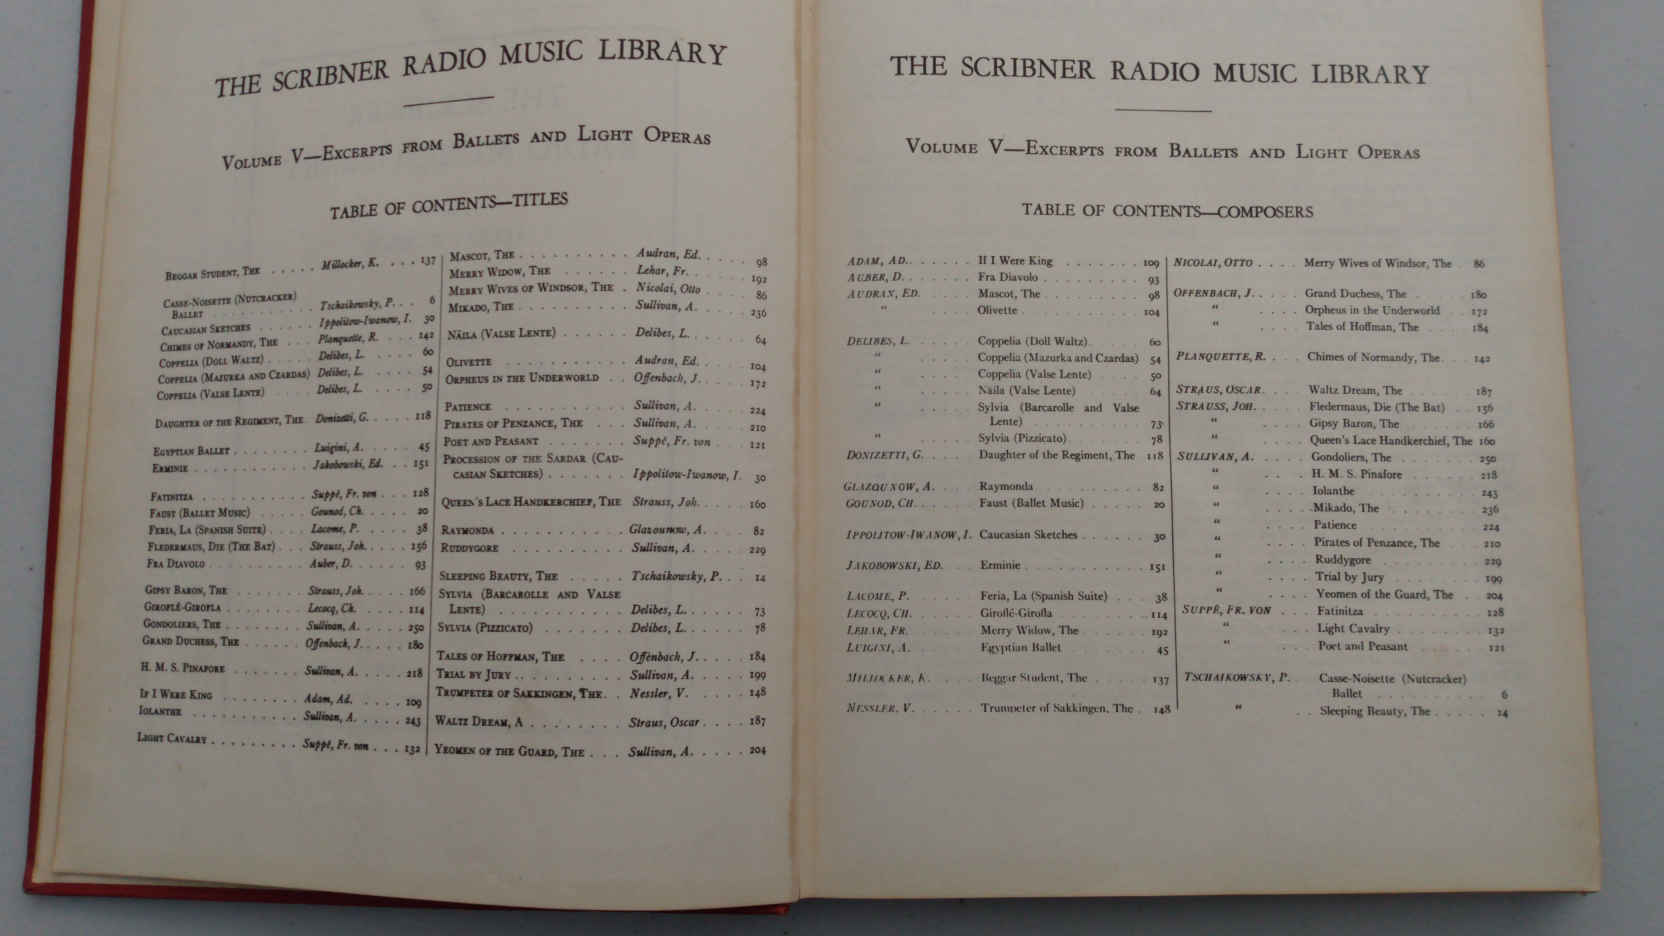 THE SCRIBNER RADIO MUSIC LIBRARY
VOLUME V—EXCERPTS FROM BALLETS AND LIGHT OPERAS
TABLE OF CONTENTS—TITLES
BEGGAR STUDENT, THE ..... Millocker, K. ... 137
CASSE-NOISETTE (NUTCRACKER)
BALLET .......... Tschaikowsky, P. .. 6
CAUCASIAN SKETCHES ...... Ippolitow-Iwanow, I. 30
CHIMES OF NORMANDY, THE ... Planquette, R. .... 142
COPPELIA (DOLL WALTZ) ..... Delibes, L. .... 60
COPPELIA (MAZURKA AND CZARDAS) Delibes, L. .... 54
COPPELIA (VALSE LENTE) .... Delibes, L. .... 50
DAUGHTER OF THE REGIMENT, THE Donizetti, G. .... 118
EGYPTIAN BALLET ........ Luigini, A. ..... 45
ERMINIE ............ Jakobowski, Ed. .. 151
FATINITZA ........... Suppé, Fr. von ... 128
FAUST (BALLET MUSIC) ..... Gounod, Ch. .... 20
FERIA, LA (SPANISH SUITE) .... Lacome, P. ..... 38
FLEDERMAUS, DIE (THE BAT) ... Strauss, Joh. .... 156
FRA DIAVOLO .......... Auber, D. ...... 93
GIPSY BARON, THE ....... Strauss, Joh. .... 166
GIROFLÉ-GIROFLA ........ Lecocq, Ch. ..... 114
GONDOLIERS, THE ........ Sullivan, A. ..... 250
GRAND DUCHESS, THE ...... Offenbach, J. .... 180
H. M. S. PINAFORE ....... Sullivan, A. ..... 218
IF I WERE KING ........ Adam, Ad. ..... 109
IOLANTHE ........... Sullivan, A. ..... 243
LIGHT CAVALRY ......... Suppé, Fr. von ... 132
MASCOT, THE .......... Audran, Ed. ..... 98
MERRY WIDOW, THE ...... Lehar, Fr. ...... 192
MERRY WIVES OF WINDSOR, THE . Nicolai, Otto .... 86
MIKADO, THE .......... Sullivan, A. ..... 236
NÄILA (VALSE LENTE) ...... Delibes, L. ...... 64
OLIVETTE ........... Audran, Ed. ..... 104
ORPHEUS IN THE UNDERWORLD .. Offenbach, J. .... 172
PATIENCE ........... Sullivan, A. ..... 224
PIRATES OF PENZANCE, THE ... Sullivan, A. ..... 210
POET AND PEASANT ....... Suppé, Fr. von ... 121
PROCESSION OF THE SARDAR (CAU-
CASIAN SKETCHES) ....... Ippolitow-Iwanow, I. 30
QUEEN'S LACE HANDKERCHIEF, THE Strauss, Joh. .... 160
RAYMONDA ........... Glazounow, A. .... 82
RUDDYGORE .......... Sullivan, A. ..... 229
SLEEPING BEAUTY, THE ..... Tschaikowsky, P. .. 14
SYLVIA (BARCAROLLE AND VALSE
LENTE) ............ Delibes, L. ..... 73
SYLVIA (PIZZICATO) ....... Delibes, L. ..... 78
TALES OF HOFFMAN, THE .... Offenbach, J. .... 184
TRIAL BY JURY ......... Sullivan, A. ..... 199
TRUMPETER OF SAKKINGEN, THE . Nessler, V. ..... 148
WALTZ DREAM, A ........ Straus, Oscar .... 187
YEOMEN OF THE GUARD, THE ... Sullivan, A. ..... 204
THE SCRIBNER RADIO MUSIC LIBRARY
VOLUME V—EXCERPTS FROM BALLETS AND LIGHT OPERAS
TABLE OF CONTENTS—COMPOSERS
ADAM, AD. ...... If I Were King ....... 109
AUBER, D. ...... Fra Diavolo ......... 93
AUDRAN, ED. .... Mascot, The ......... 98
" .... Olivette ........... 104
DELIBES, L. ..... Coppelia (Doll Waltz) ..... 60
" .... Coppelia (Mazurka and Czardas) 54
" .... Coppelia (Valse Lente) .... 50
" .... Näila (Valse Lente) ...... 64
" .... Sylvia (Barcarolle and Valse
Lente) ........... 73
" .... Sylvia (Pizzicato) ....... 78
DONIZETTI, G. .... Daughter of the Regiment, The 118
GLAZOUNOW, A. ... Raymonda .......... 82
GOUNOD, CH. .... Faust (Ballet Music) ..... 20
IPPOLITOW-IWANOW, I. Caucasian Sketches ...... 30
JAKOBOWSKI, ED. ... Erminie ........... 151
LACOME, P. ..... Feria, La (Spanish Suite) ... 38
LECOCQ, CH. .... Giroflé-Girofla ........ 114
LEHAR, FR. ..... Merry Widow, The ...... 192
LUIGINI, A. ..... Egyptian Ballet ........ 45
MILLOCKER, K. .... Beggar Student, The ..... 137
NESSLER, V. ..... Trumpeter of Sakkingen, The . 148
NICOLAI, OTTO .... Merry Wives of Windsor, The . 86
OFFENBACH, J. .... Grand Duchess, The ..... 180
" .... Orpheus in the Underworld .. 172
" .... Tales of Hoffman, The .... 184
PLANQUETTE, R. ... Chimes of Normandy, The ... 142
STRAUS, OSCAR .... Waltz Dream, The ...... 187
STRAUSS, JOH. .... Fledermaus, Die (The Bat) .. 156
" .... Gipsy Baron, The ...... 166
" .... Queen's Lace Handkerchief, The 160
SULLIVAN, A. .... Gondoliers, The ....... 250
" .... H. M. S. Pinafore ...... 218
" .... Iolanthe .......... 243
" .... Mikado, The ........ 236
" .... Patience .......... 224
" .... Pirates of Penzance, The ... 210
" .... Ruddygore ......... 229
" .... Trial by Jury ........ 199
" .... Yeomen of the Guard, The .. 204
SUPPÉ, FR. VON ... Fatinitza .......... 128
" ... Light Cavalry ........ 132
" ... Poet and Peasant ...... 121
TSCHAIKOWSKY, P. . Casse-Noisette (Nutcracker)
Ballet ........... 6
" .. Sleeping Beauty, The ..... 14